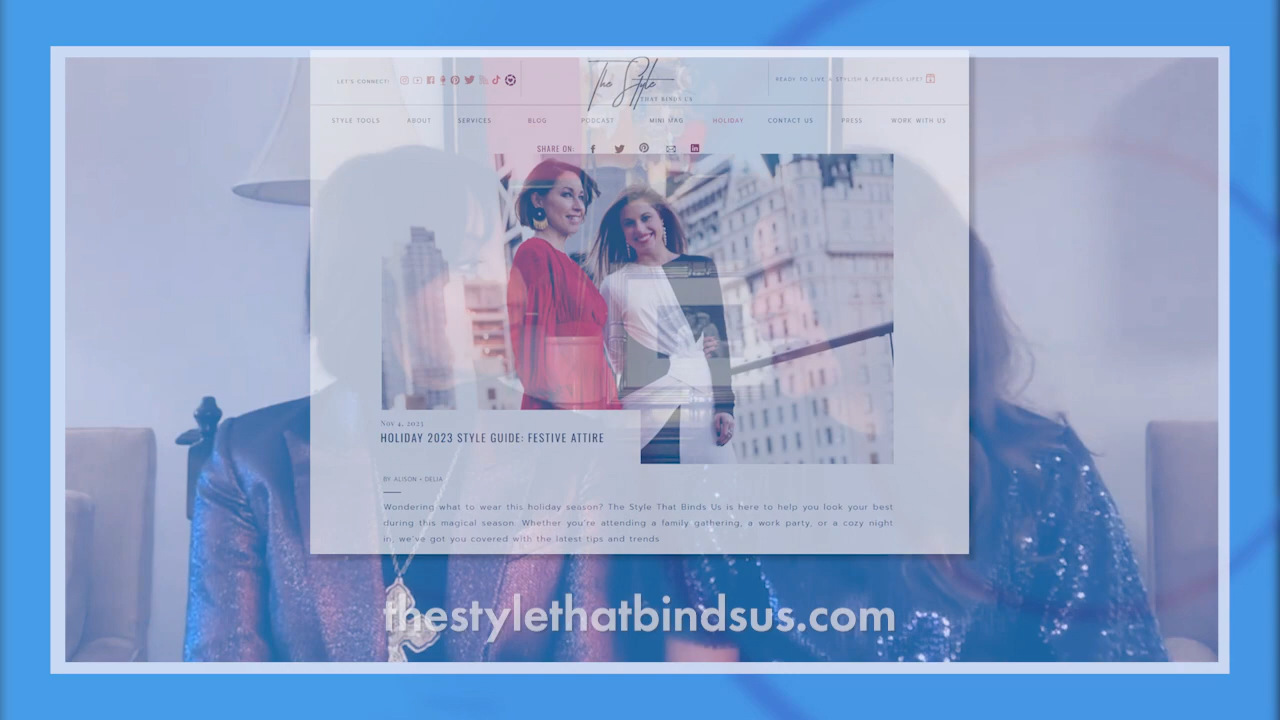 LET'S CONNECT!
The Style
THAT BINDS US
READY TO LIVE A STYLISH & FEARLESS LIFE?
STYLE TOOLS ABOUT SERVICES BLOG PODCAST MINI MAG HOLIDAY CONTACT US PRESS WORK WITH US
SHARE ON:
Nov 4, 2023
HOLIDAY 2023 STYLE GUIDE: FESTIVE ATTIRE
BY ALISON + DELIA
Wondering what to wear this holiday season? The Style That Binds Us is here to help you look your best
during this magical season. Whether you're attending a family gathering, a work party, or a cozy night
in, we've got you covered with the latest tips and trends
thestylethatbindsus.com